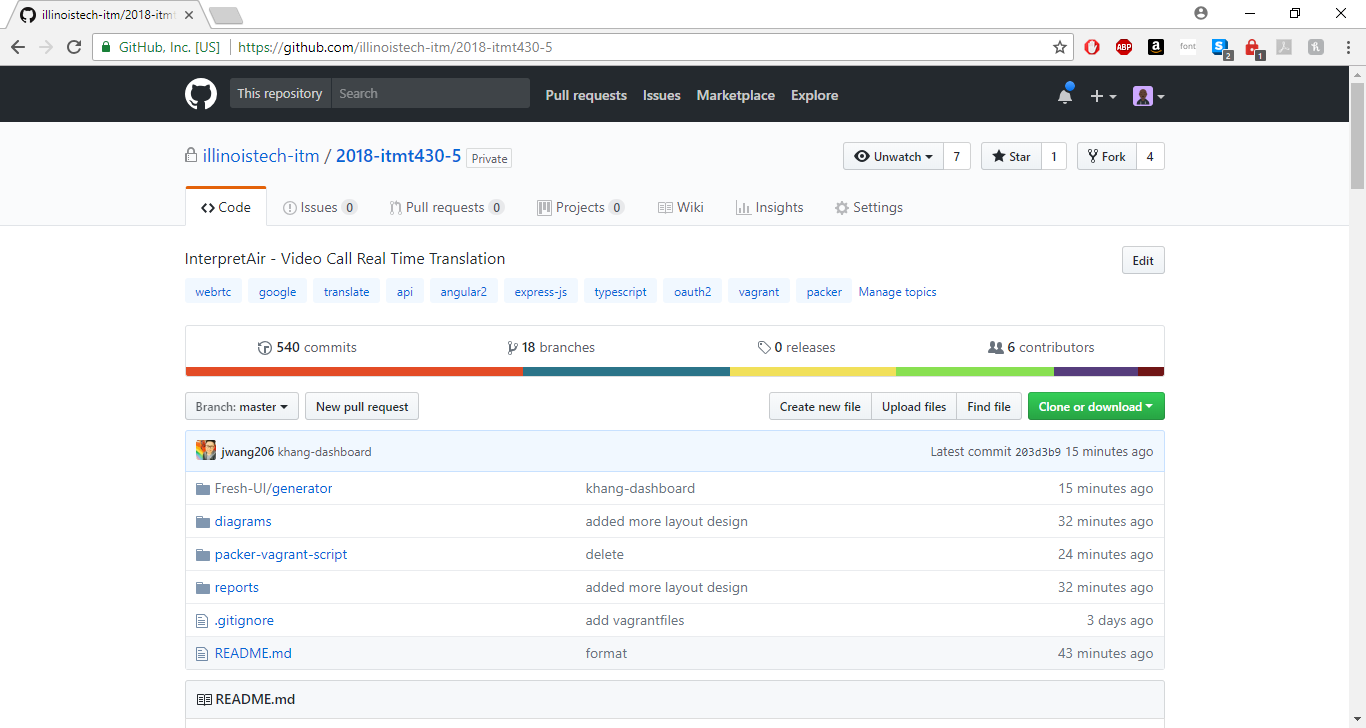 illinoistech-itm/2018-itm
GitHub, Inc. [US] https://github.com/illinoistech-itm/2018-itmt430-5
ABP a font S 2 1
This repository Search Pull requests Issues Marketplace Explore
illinoistech-itm / 2018-itmt430-5 Private Unwatch 7 Star 1 Fork 4
Code Issues 0 Pull requests 0 Projects 0 Wiki Insights Settings
InterpretAir - Video Call Real Time Translation Edit
webrtc google translate api angular2 express-js typescript oauth2 vagrant packer Manage topics
540 commits 18 branches 0 releases 6 contributors
Branch: master New pull request Create new file Upload files Find file Clone or download
jwang206 khang-dashboard Latest commit 203d3b9 15 minutes ago
Fresh-UI/generator khang-dashboard 15 minutes ago
diagrams added more layout design 32 minutes ago
packer-vagrant-script delete 24 minutes ago
reports added more layout design 32 minutes ago
.gitignore add vagrantfiles 3 days ago
README.md format 43 minutes ago
README.md